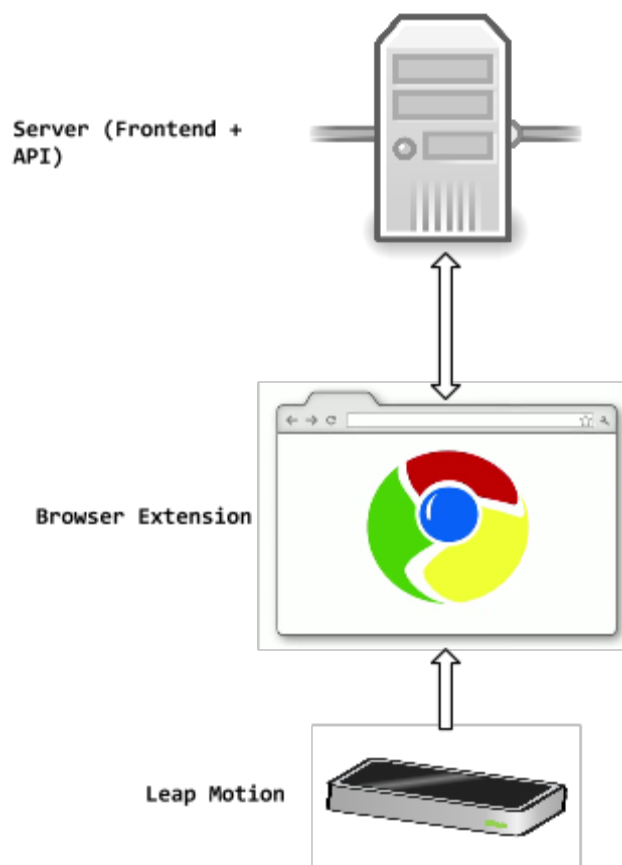 Server (Frontend +
API)
Browser Extension
Leap Motion